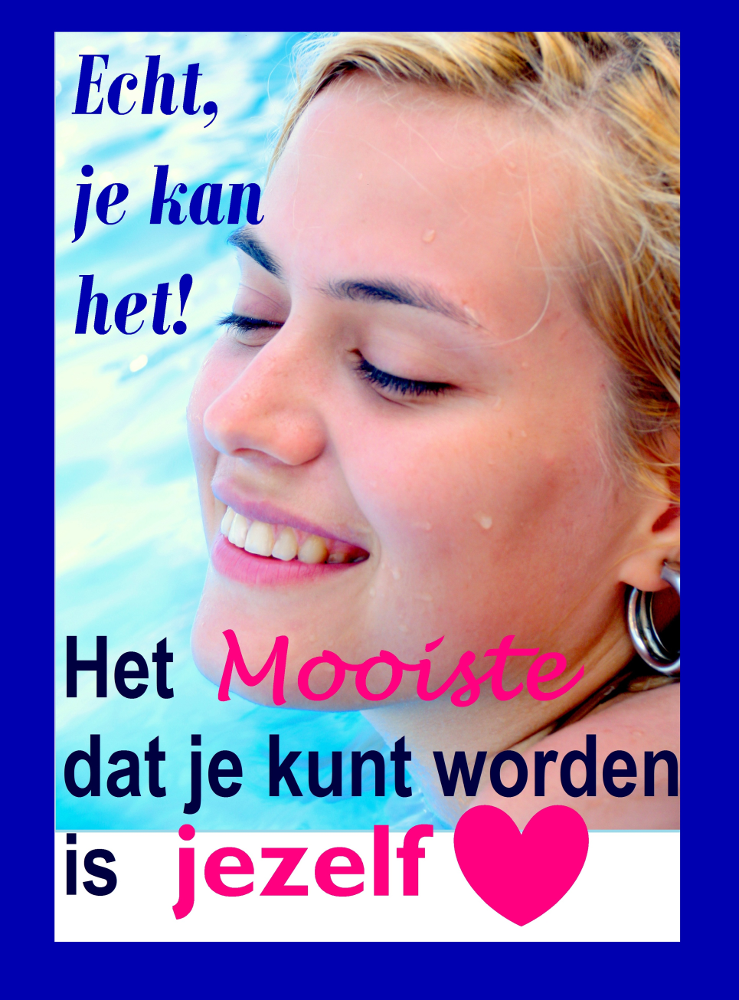 Echt,
je kan
het!
Het Mooiste
dat je kunt worden
is jezelf